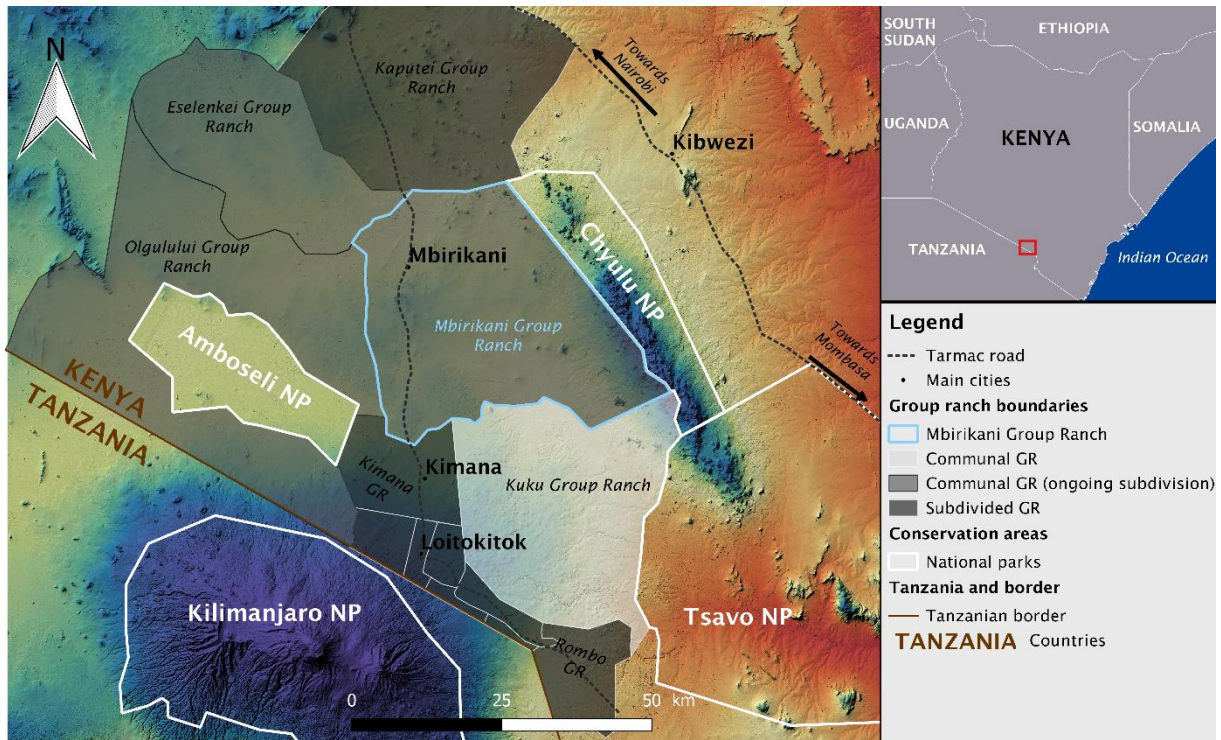 N
Kaputei Group
Ranch
Eselenkei Group
Ranch
Towards
Nairobi
Kibwezi
Olgululul Group
Ranch
Mbirikani
Chyulu NP
Mbirikani Group
Ranch
Amboseli NP
Towards
Mombasa
KENYA
TANZANIA
Kimana
GR
Kimana
Kuku Group Ranch
Loitokitok
Kilimanjaro NP
Tsavo NP
Rombo
GR
0 25 50 km
SOUTH
SUDAN
ETHIOPIA
UGANDA
KENYA
SOMALIA
TANZANIA
Indian Ocean
Legend
Tarmac road
Main cities
Group ranch boundaries
Mbirikani Group Ranch
Communal GR
Communal GR (ongoing subdivision)
Subdivided GR
Conservation areas
National parks
Tanzania and border
Tanzanian border
TANZANIA Countries